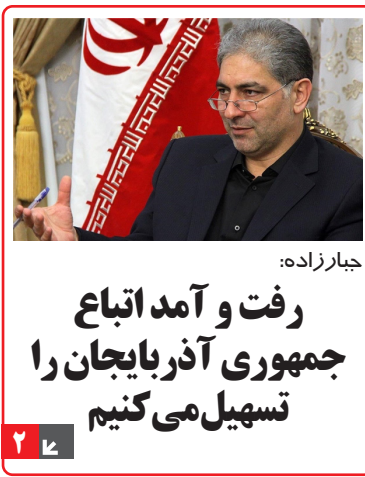 جبارزاده:
رفت و آمد اتباع
جمهوری آذربایجان را
تسهیل می‌کنیم
۲